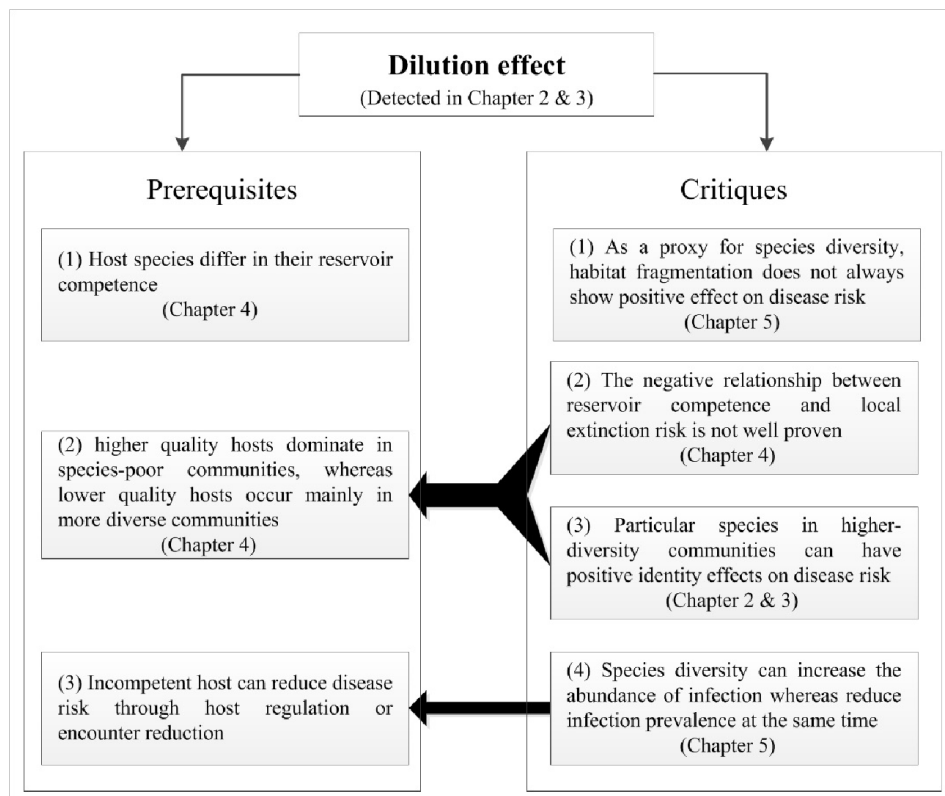 Dilution effect
(Detected in Chapter 2 & 3)
Prerequisites
(1) Host species differ in their reservoir
competence
(Chapter 4)
(2) higher quality hosts dominate in
species-poor communities, whereas
lower quality hosts occur mainly in
more diverse communities
(Chapter 4)
(3) Incompetent host can reduce disease
risk through host regulation or
encounter reduction
Critiques
(1) As a proxy for species diversity,
habitat fragmentation does not always
show positive effect on disease risk
(Chapter 5)
(2) The negative relationship between
reservoir competence and local
extinction risk is not well proven
(Chapter 4)
(3) Particular species in higher-
diversity communities can have
positive identity effects on disease risk
(Chapter 2 & 3)
(4) Species diversity can increase the
abundance of infection whereas reduce
infection prevalence at the same time
(Chapter 5)